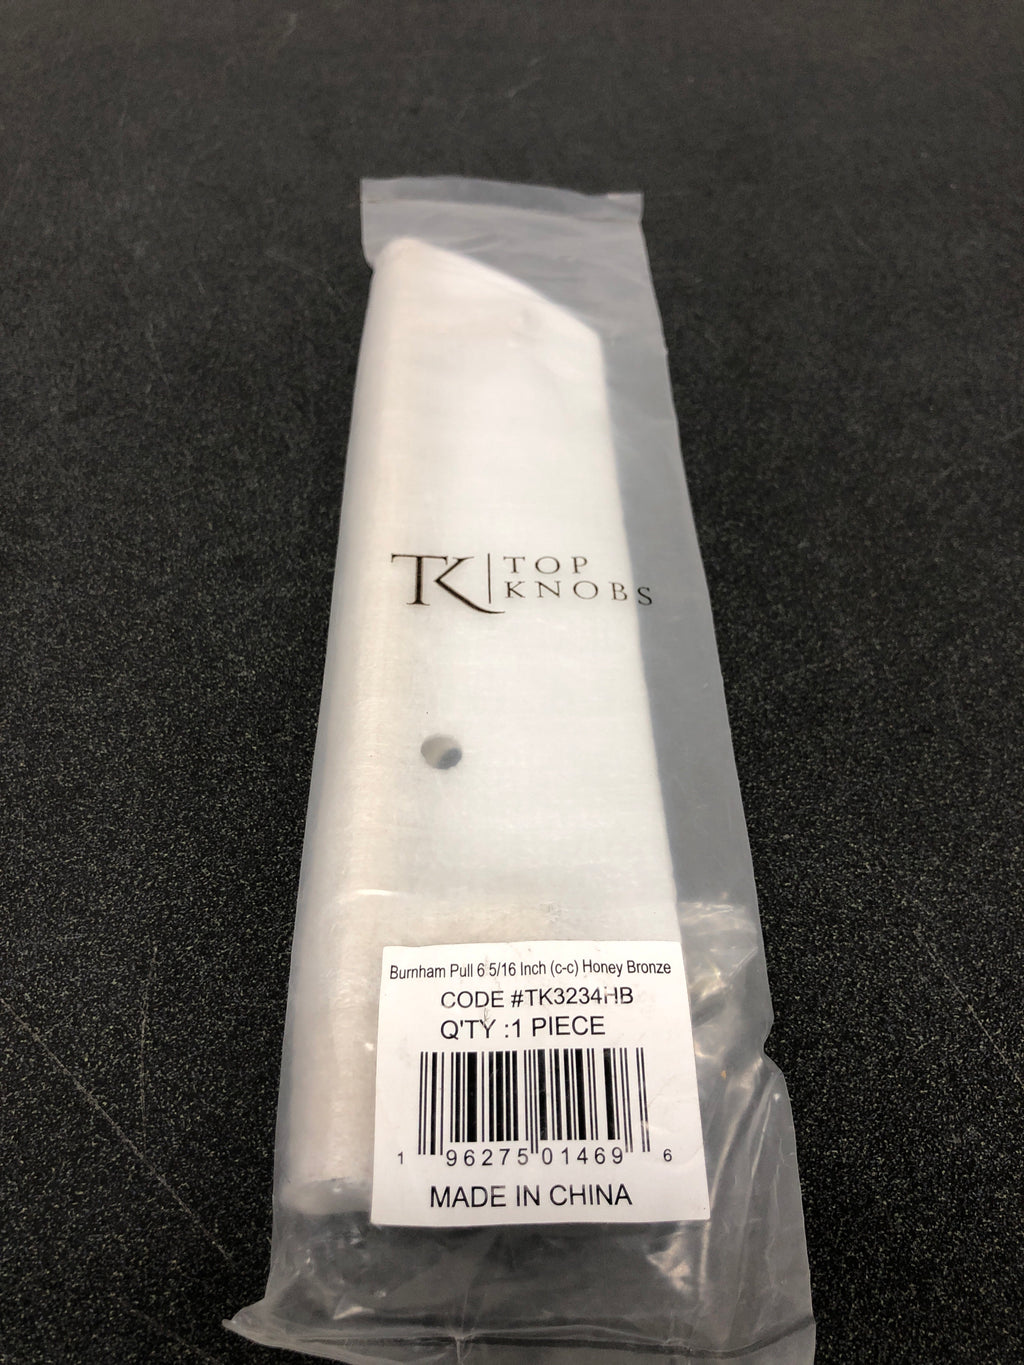 TK TOP
KNOBS
Burnham Pull 6 5/16 Inch (c-c) Honey Bronze
CODE #TK3234HB
Q'TY :1 PIECE
1 96275 01469 6
MADE IN CHINA